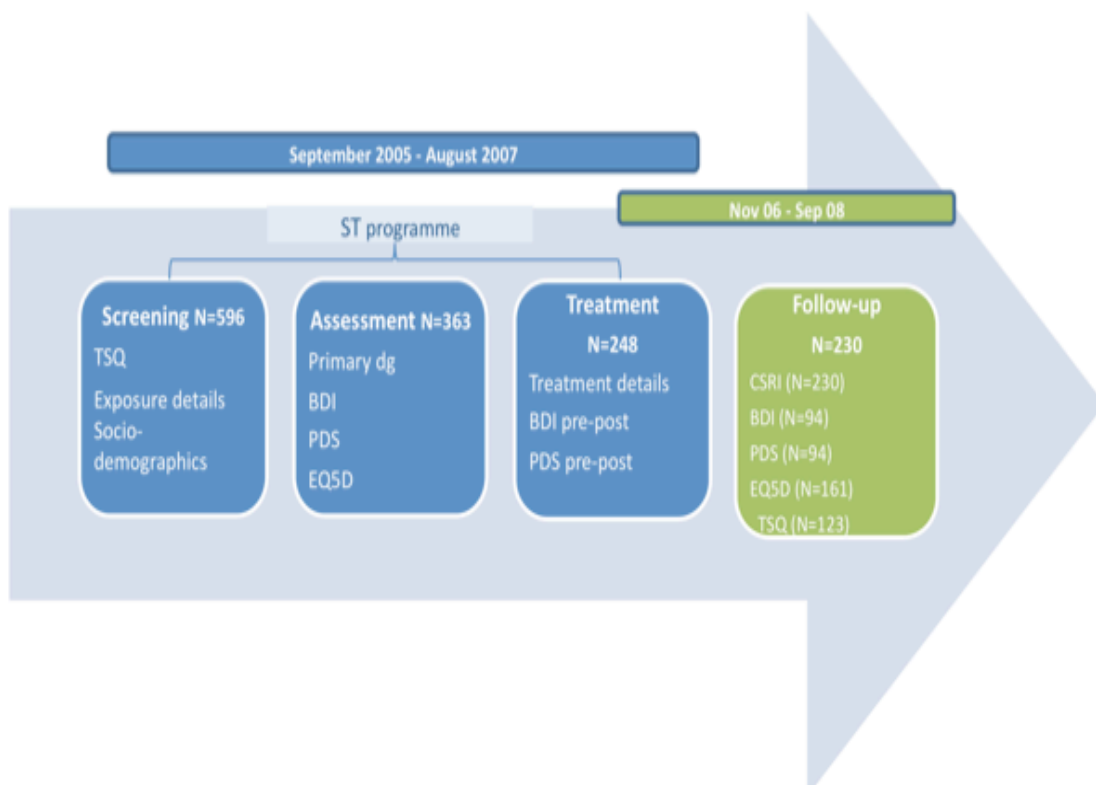 September 2005 - August 2007
Nov 06 - Sep 08
ST programme
Screening N=596
TSQ
Exposure details
Socio-
demographics
Assessment N=363
Primary dg
BDI
PDS
EQ5D
Treatment
N=248
Treatment details
BDI pre-post
PDS pre-post
Follow-up
N=230
CSRI (N=230)
BDI (N=94)
PDS (N=94)
EQ5D (N=161)
TSQ (N=123)